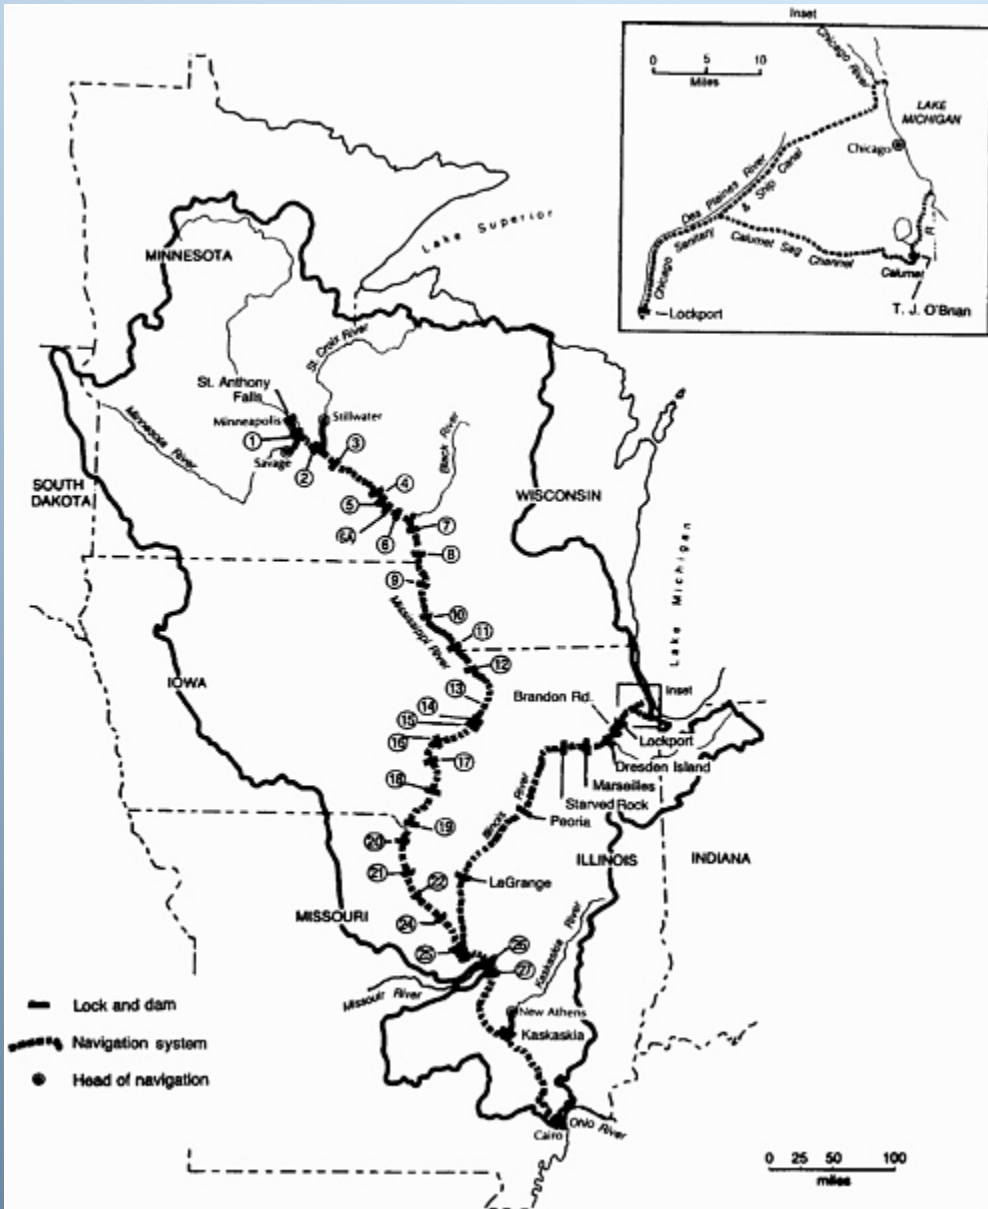 Inset
0 5 10
Miles
Chicago River
LAKE
MICHIGAN
Chicago
Des Plaines River
Chicago Sanitary & Ship Canal
Calumet Sag Channel
Calumet
R.
Lockport
T. J. O'Brian
Lake Superior
MINNESOTA
St. Croix River
St. Anthony
Falls
Minneapolis
Stillwater
1
Savage
2
3
Minnesota River
Black River
4
5
5A
6
7
8
SOUTH
DAKOTA
WISCONSIN
Lake Michigan
9
10
Mississippi River
11
12
IOWA
13
14
15
16
17
18
19
20
21
22
24
25
26
27
Brandon Rd.
Inset
Lockport
Dresden Island
Marseilles
Starved Rock
Peoria
Illinois River
ILLINOIS
INDIANA
LaGrange
MISSOURI
Missouir River
Kaskaskia River
New Athens
Kaskaskia
Cairo
Ohio River
Lock and dam
Navigation system
Head of navigation
0 25 50 100
miles